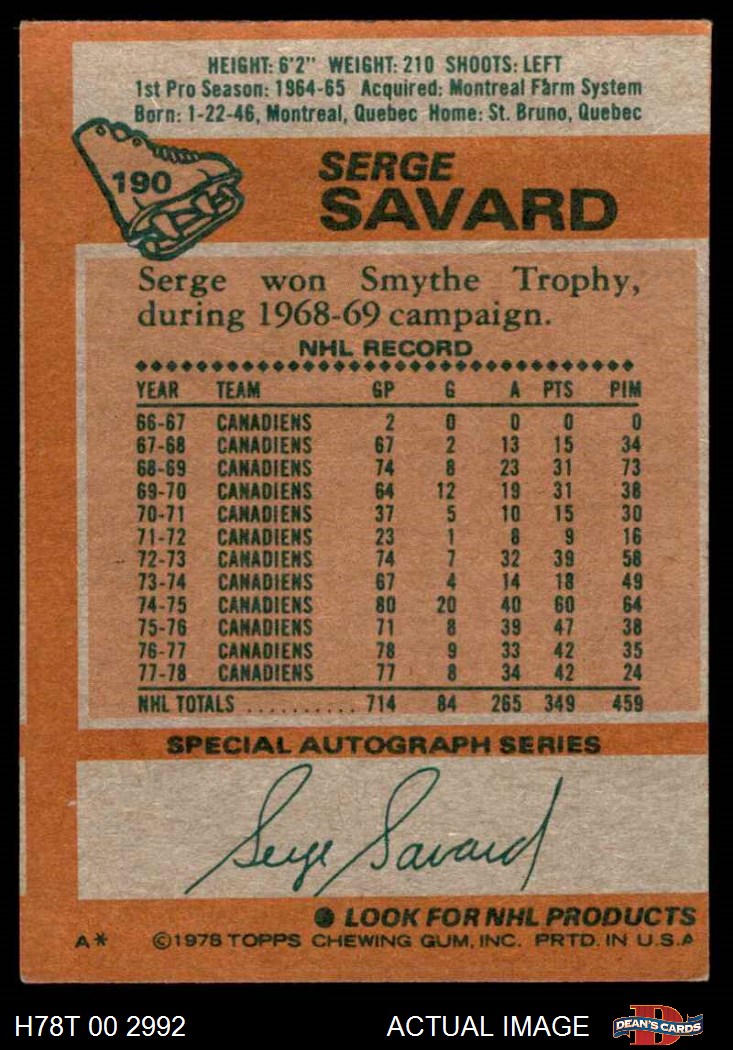 HEIGHT: 6'2" WEIGHT: 210 SHOOTS: LEFT
1st Pro Season: 1964-65 Acquired: Montreal Farm System
Born: 1-22-46, Montreal, Quebec Home: St. Bruno, Quebec
190
SERGE
SAVARD
Serge won Smythe Trophy,
during 1968-69 campaign.
NHL RECORD
YEAR TEAM GP G A PTS PIM
66-67 CANADIENS 2 0 0 0 0
67-68 CANADIENS 67 2 13 15 34
68-69 CANADIENS 74 8 23 31 73
69-70 CANADIENS 64 12 19 31 38
70-71 CANADIENS 37 5 10 15 30
71-72 CANADIENS 23 1 8 9 16
72-73 CANADIENS 74 7 32 39 58
73-74 CANADIENS 67 4 14 18 49
74-75 CANADIENS 80 20 40 60 64
75-76 CANADIENS 71 8 39 47 38
76-77 CANADIENS 78 9 33 42 35
77-78 CANADIENS 77 8 34 42 24
NHL TOTALS .......... 714 84 265 349 459
SPECIAL AUTOGRAPH SERIES
Serge Savard
LOOK FOR NHL PRODUCTS
A* ©1978 TOPPS CHEWING GUM, INC. PRTD. IN U.S.A
H78T 00 2992 ACTUAL IMAGE DEAN'S CARDS